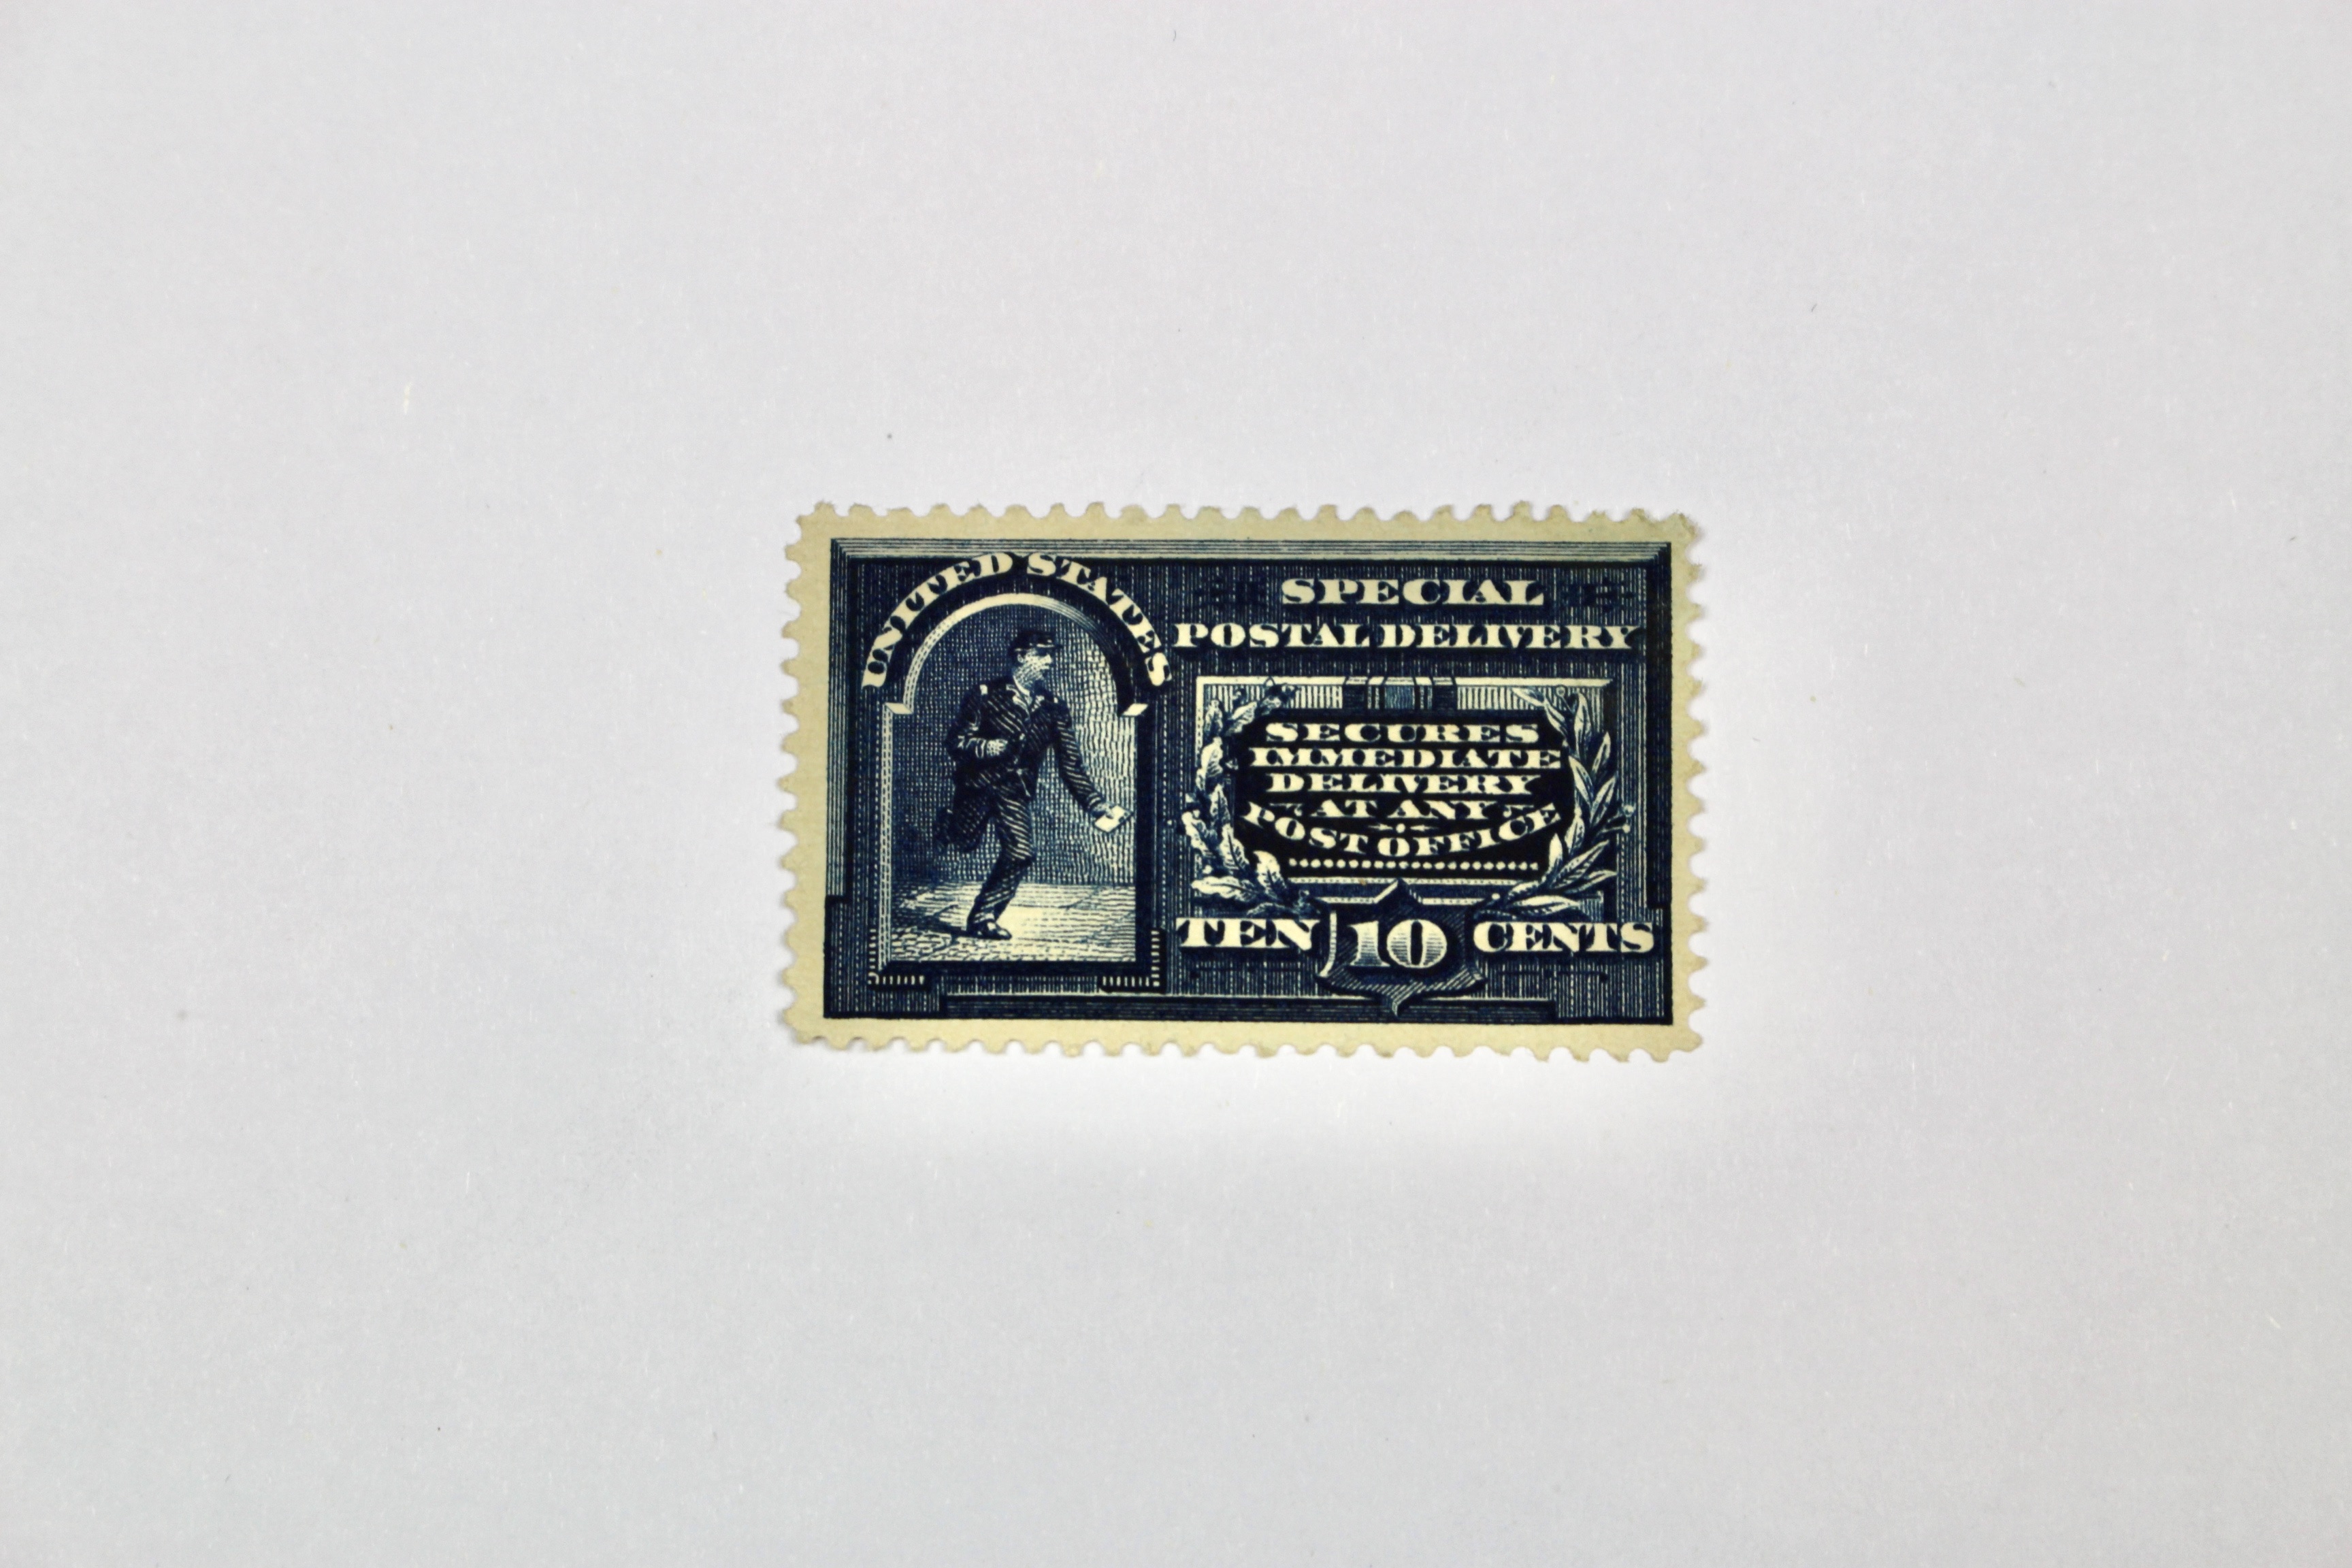 UNITED STATES
SPECIAL
POSTAL DELIVERY
SECURES
IMMEDIATE
DELIVERY
AT ANY
POST OFFICE
TEN 10 CENTS